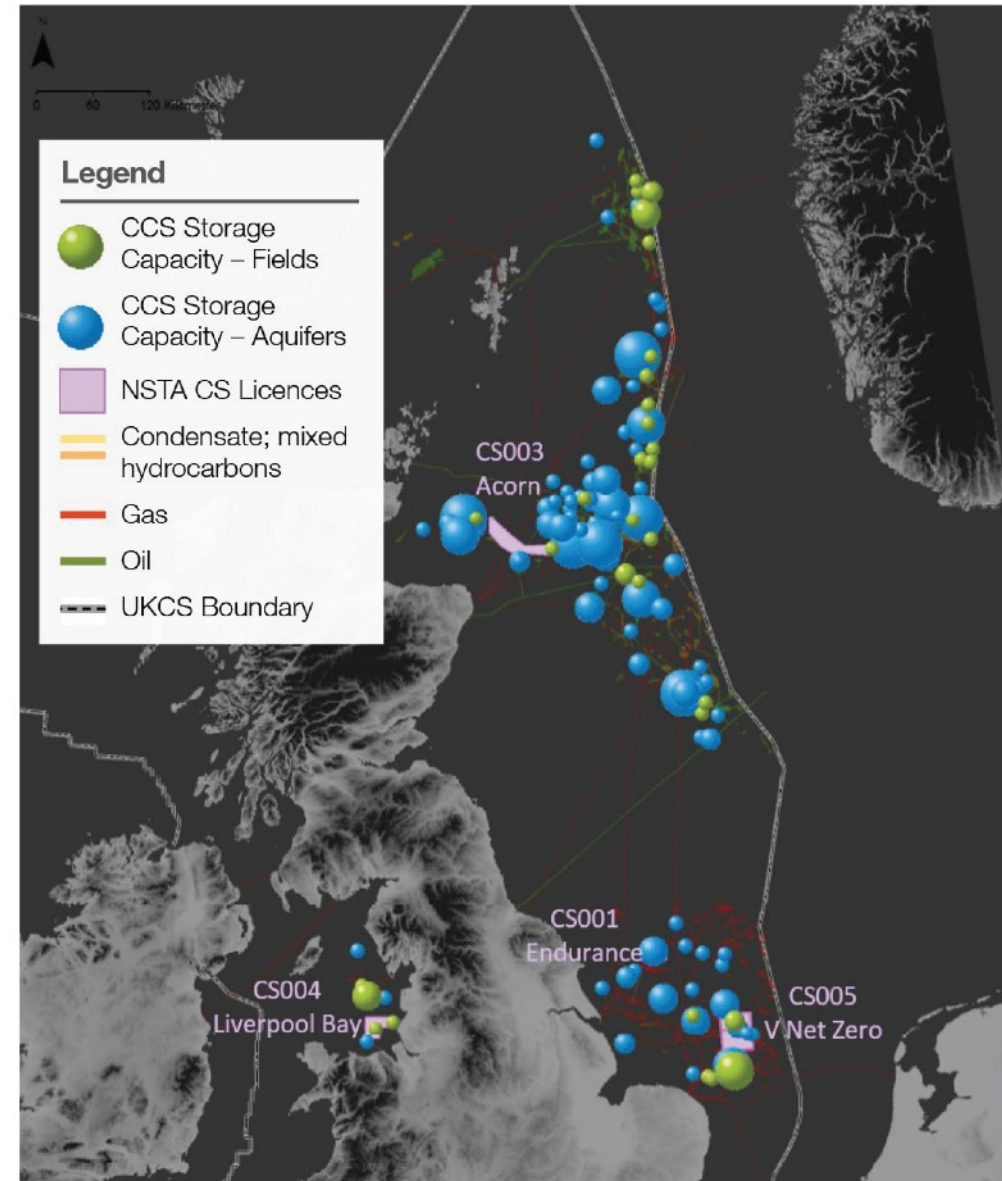 N
0 60 120 Kilometres
Legend
CCS Storage
Capacity – Fields
CCS Storage
Capacity – Aquifers
NSTA CS Licences
Condensate; mixed
hydrocarbons
Gas
Oil
UKCS Boundary
CS003
Acorn
CS001
Endurance
CS004
Liverpool Bay
CS005
V Net Zero